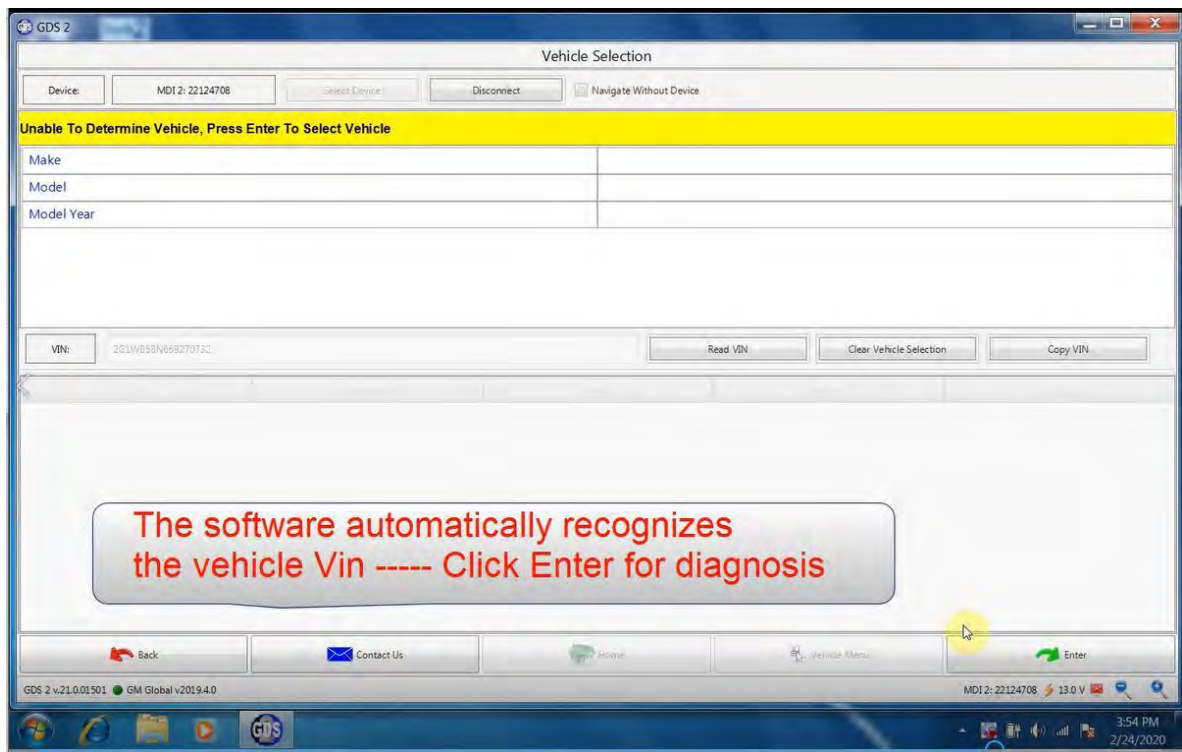 GDS 2
Vehicle Selection
Device: MDI 2: 22124708 Select Device Disconnect Navigate Without Device
Unable To Determine Vehicle, Press Enter To Select Vehicle
Make
Model
Model Year
VIN: Read VIN Clear Vehicle Selection Copy VIN
The software automatically recognizes
the vehicle Vin ----- Click Enter for diagnosis
Back Contact Us Home Vehicle Menu Enter
GDS 2 v.21.0.01501 GM Global v2019.4.0 MDI 2: 22124708 13.0 V
GDS
3:54 PM
2/24/2020